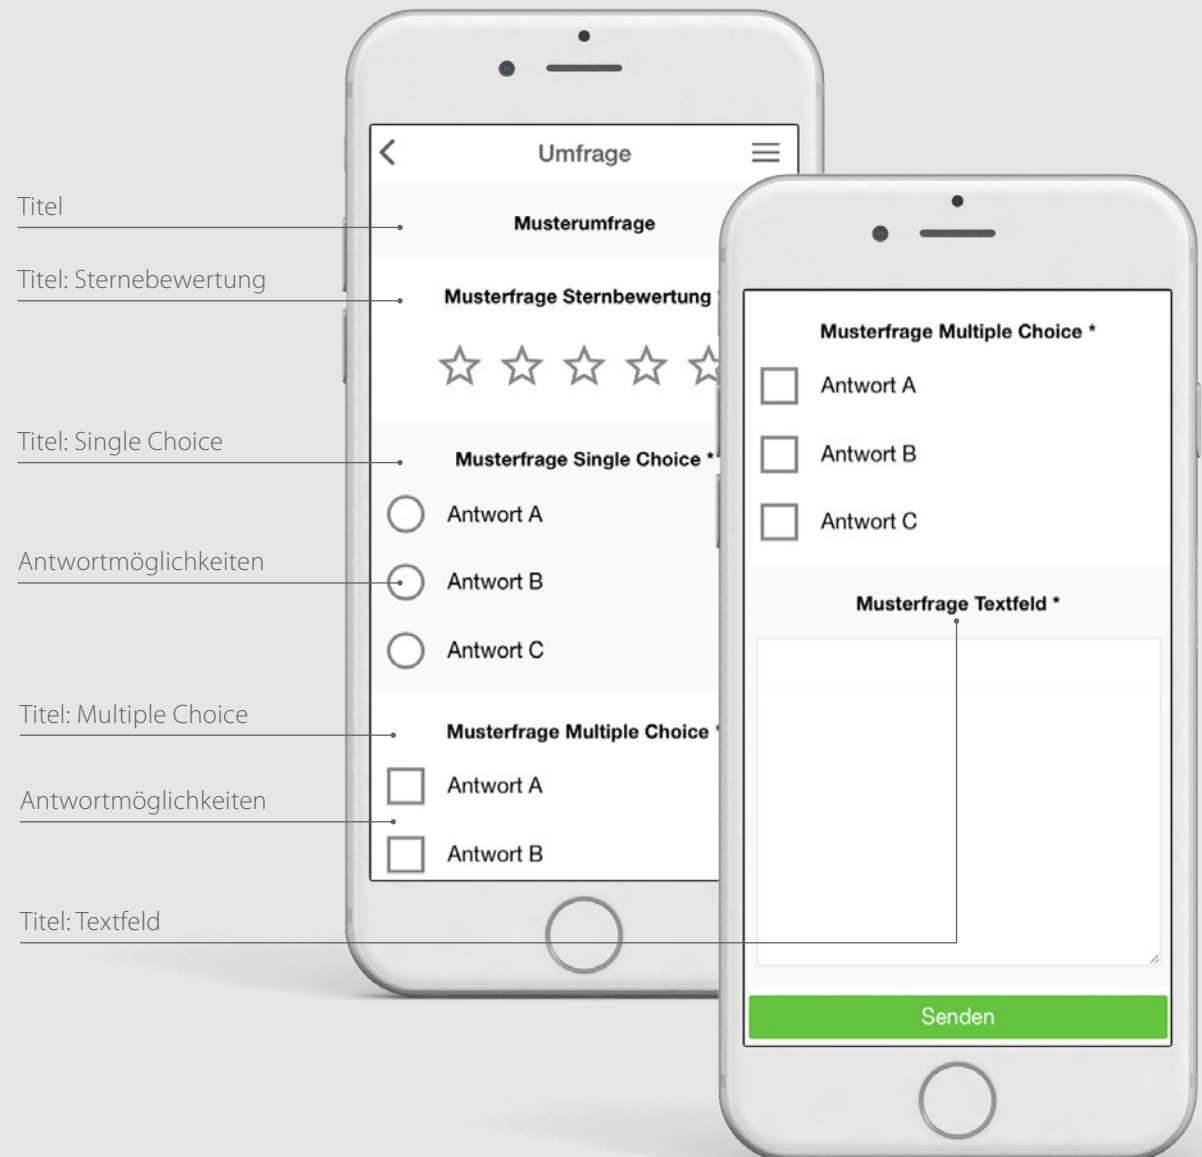 Titel
Titel: Sternebewertung
Titel: Single Choice
Antwortmöglichkeiten
Titel: Multiple Choice
Antwortmöglichkeiten
Titel: Textfeld
Umfrage
Musterumfrage
Musterfrage Sternbewertung
Musterfrage Single Choice *
Antwort A
Antwort B
Antwort C
Musterfrage Multiple Choice *
Antwort A
Antwort B
Musterfrage Multiple Choice *
Antwort A
Antwort B
Antwort C
Musterfrage Textfeld *
Senden